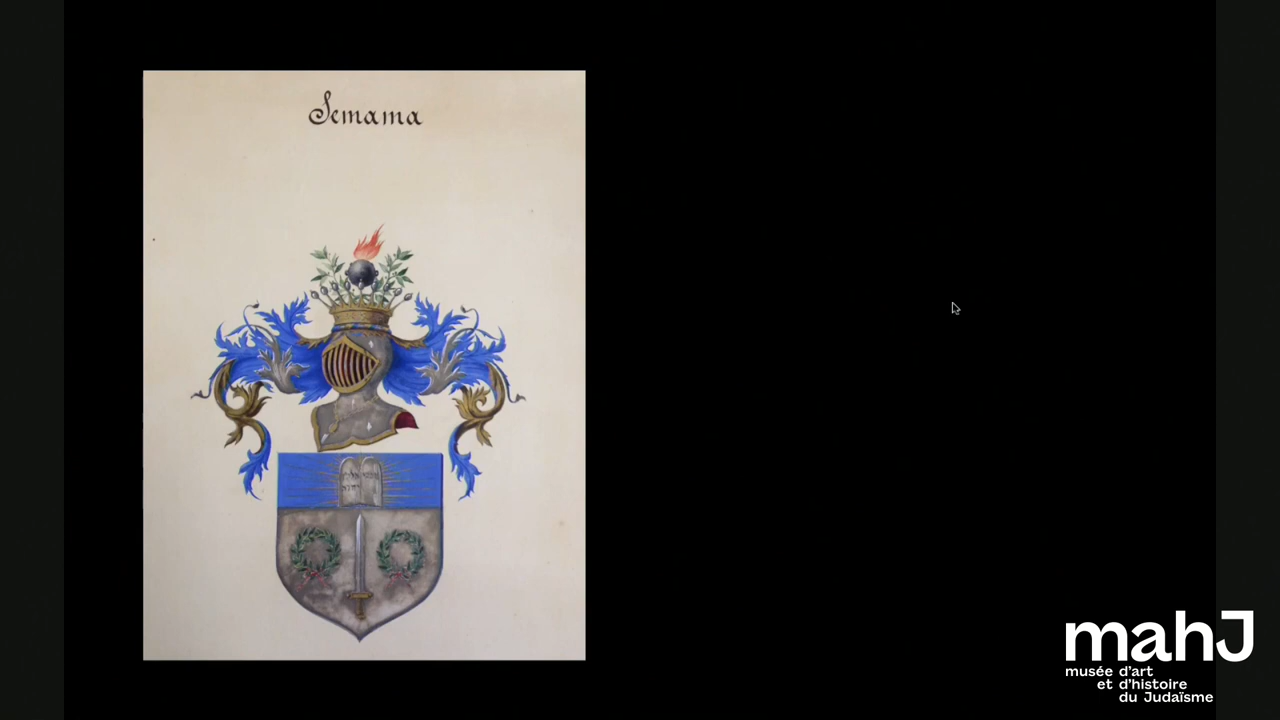 Semama
mahJ
musée d'art
et d'histoire
du Judaïsme